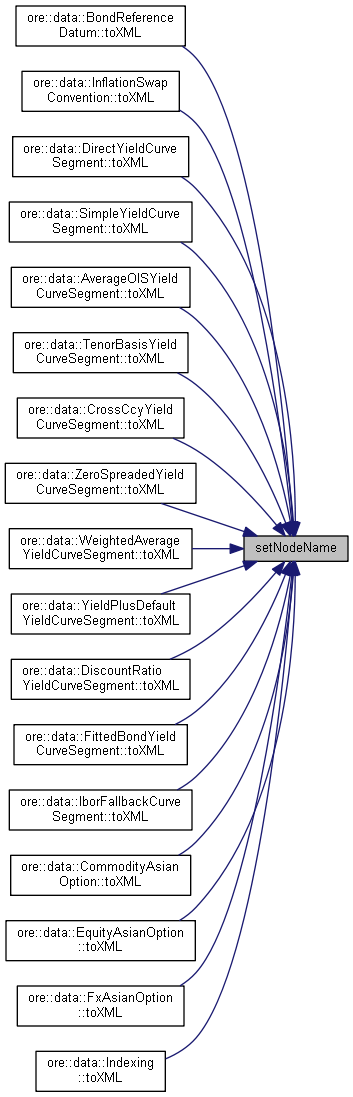 ore::data::BondReference
Datum::toXML
ore::data::InflationSwap
Convention::toXML
ore::data::DirectYieldCurve
Segment::toXML
ore::data::SimpleYieldCurve
Segment::toXML
ore::data::AverageOISYield
CurveSegment::toXML
ore::data::TenorBasisYield
CurveSegment::toXML
ore::data::CrossCcyYield
CurveSegment::toXML
ore::data::ZeroSpreadedYield
CurveSegment::toXML
ore::data::WeightedAverage
YieldCurveSegment::toXML
setNodeName
ore::data::YieldPlusDefault
YieldCurveSegment::toXML
ore::data::DiscountRatio
YieldCurveSegment::toXML
ore::data::FittedBondYield
CurveSegment::toXML
ore::data::IborFallbackCurve
Segment::toXML
ore::data::CommodityAsian
Option::toXML
ore::data::EquityAsianOption
::toXML
ore::data::FxAsianOption
::toXML
ore::data::Indexing
::toXML